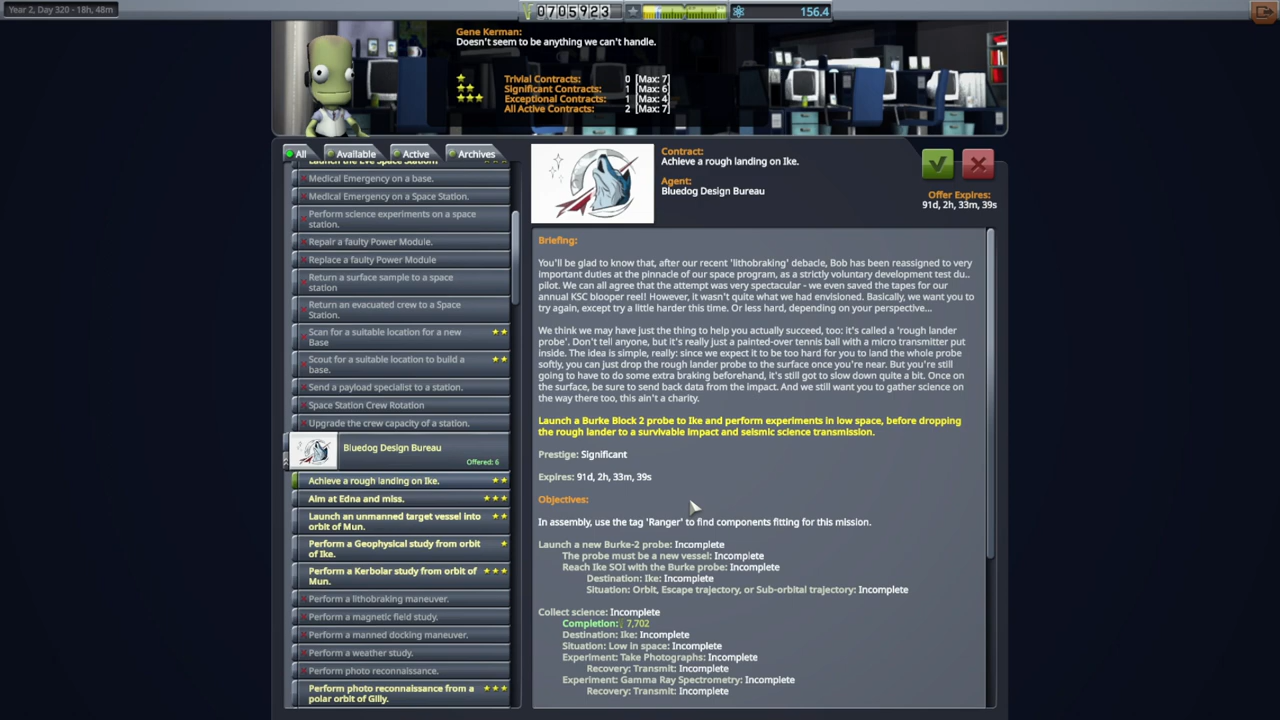 Year 2, Day 320 - 18h, 48m
0705923
156.4
Gene Kerman:
Doesn't seem to be anything we can't handle.
Trivial Contracts: 0 [Max: 7]
Significant Contracts: 1 [Max: 6]
Exceptional Contracts: 1 [Max: 4]
All Active Contracts: 2 [Max: 7]
All
Available
Active
Archives
Launch the Eve Space Station.
Medical Emergency on a base.
Medical Emergency on a Space Station.
Perform science experiments on a space
station.
Repair a faulty Power Module.
Replace a faulty Power Module
Return a surface sample to a space
station.
Return an evacuated crew to a Space
Station.
Scan for a suitable location for a new
Base
Scout for a suitable location to build a
base.
Send a payload specialist to a station.
Space Station Crew Rotation
Upgrade the crew capacity of a station.
Bluedog Design Bureau
Offered: 6
Achieve a rough landing on Ike.
Aim at Edna and miss.
Launch an unmanned target vessel into
orbit of Mun.
Perform a Geophysical study from orbit
of Ike.
Perform a Kerbolar study from orbit of
Mun.
Perform a lithobraking maneuver.
Perform a magnetic field study.
Perform a manned docking maneuver.
Perform a weather study.
Perform photo reconnaissance.
Perform photo reconnaissance from a
polar orbit of Gilly.
Contract:
Achieve a rough landing on Ike.
Agent:
Bluedog Design Bureau
Offer Expires:
91d, 2h, 33m, 39s
Briefing:
You'll be glad to know that, after our recent 'lithobraking' debacle, Bob has been reassigned to very
important duties at the pinnacle of our space program, as a strictly voluntary development test du..
pilot. We can all agree that the attempt was very spectacular - we even saved the tapes for our
annual KSC blooper reel! However, it wasn't quite what we had envisioned. Basically, we want you to
try again, except try a little harder this time. Or less hard, depending on your perspective...
We think we may have just the thing to help you actually succeed, too: it's called a 'rough lander
probe'. Don't tell anyone, but it's really just a painted-over tennis ball with a micro transmitter put
inside. The idea is simple, really: since we expect it to be too hard for you to land the whole probe
softly, you can just drop the rough lander probe to the surface once you're near. But you're still
going to have to do some extra braking beforehand, it's still got to slow down quite a bit. Once on
the surface, be sure to send back data from the impact. And we still want you to gather science on
the way there too, this ain't a charity.
Launch a Burke Block 2 probe to Ike and perform experiments in low space, before dropping
the rough lander to a survivable impact and seismic science transmission.
Prestige: Significant
Expires: 91d, 2h, 33m, 39s
Objectives:
In assembly, use the tag 'Ranger' to find components fitting for this mission.
Launch a new Burke-2 probe: Incomplete
The probe must be a new vessel: Incomplete
Reach Ike SOI with the Burke probe: Incomplete
Destination: Ike: Incomplete
Situation: Orbit, Escape trajectory, or Sub-orbital trajectory: Incomplete
Collect science: Incomplete
Completion: 7,702
Destination: Ike: Incomplete
Situation: Low in space: Incomplete
Experiment: Take Photographs: Incomplete
Recovery: Transmit: Incomplete
Experiment: Gamma Ray Spectrometry: Incomplete
Recovery: Transmit: Incomplete